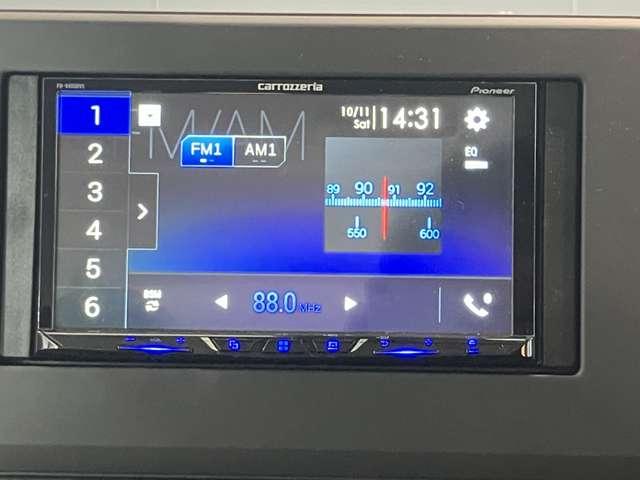 carrozzeria
Pioneer
1
2
3
4
5
6
10/11
Sat
14:31
FM1
AM1
EQ
89 90 91 92
550 600
BSM
88.0 MHz